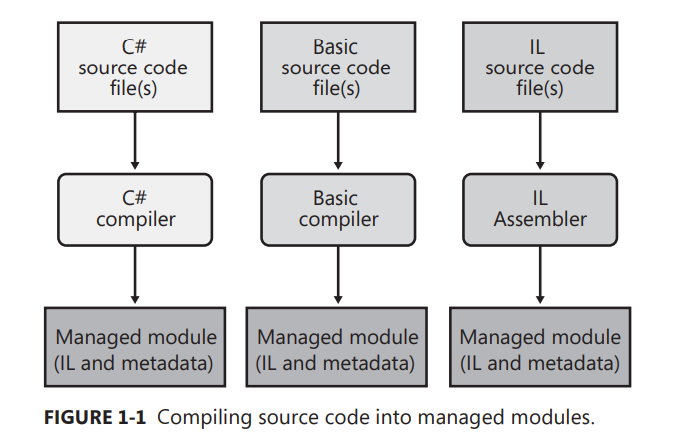 C#
source code
file(s)
Basic
source code
file(s)
IL
source code
file(s)
C#
compiler
Basic
compiler
IL
Assembler
Managed module
(IL and metadata)
Managed module
(IL and metadata)
Managed module
(IL and metadata)
FIGURE 1-1 Compiling source code into managed modules.